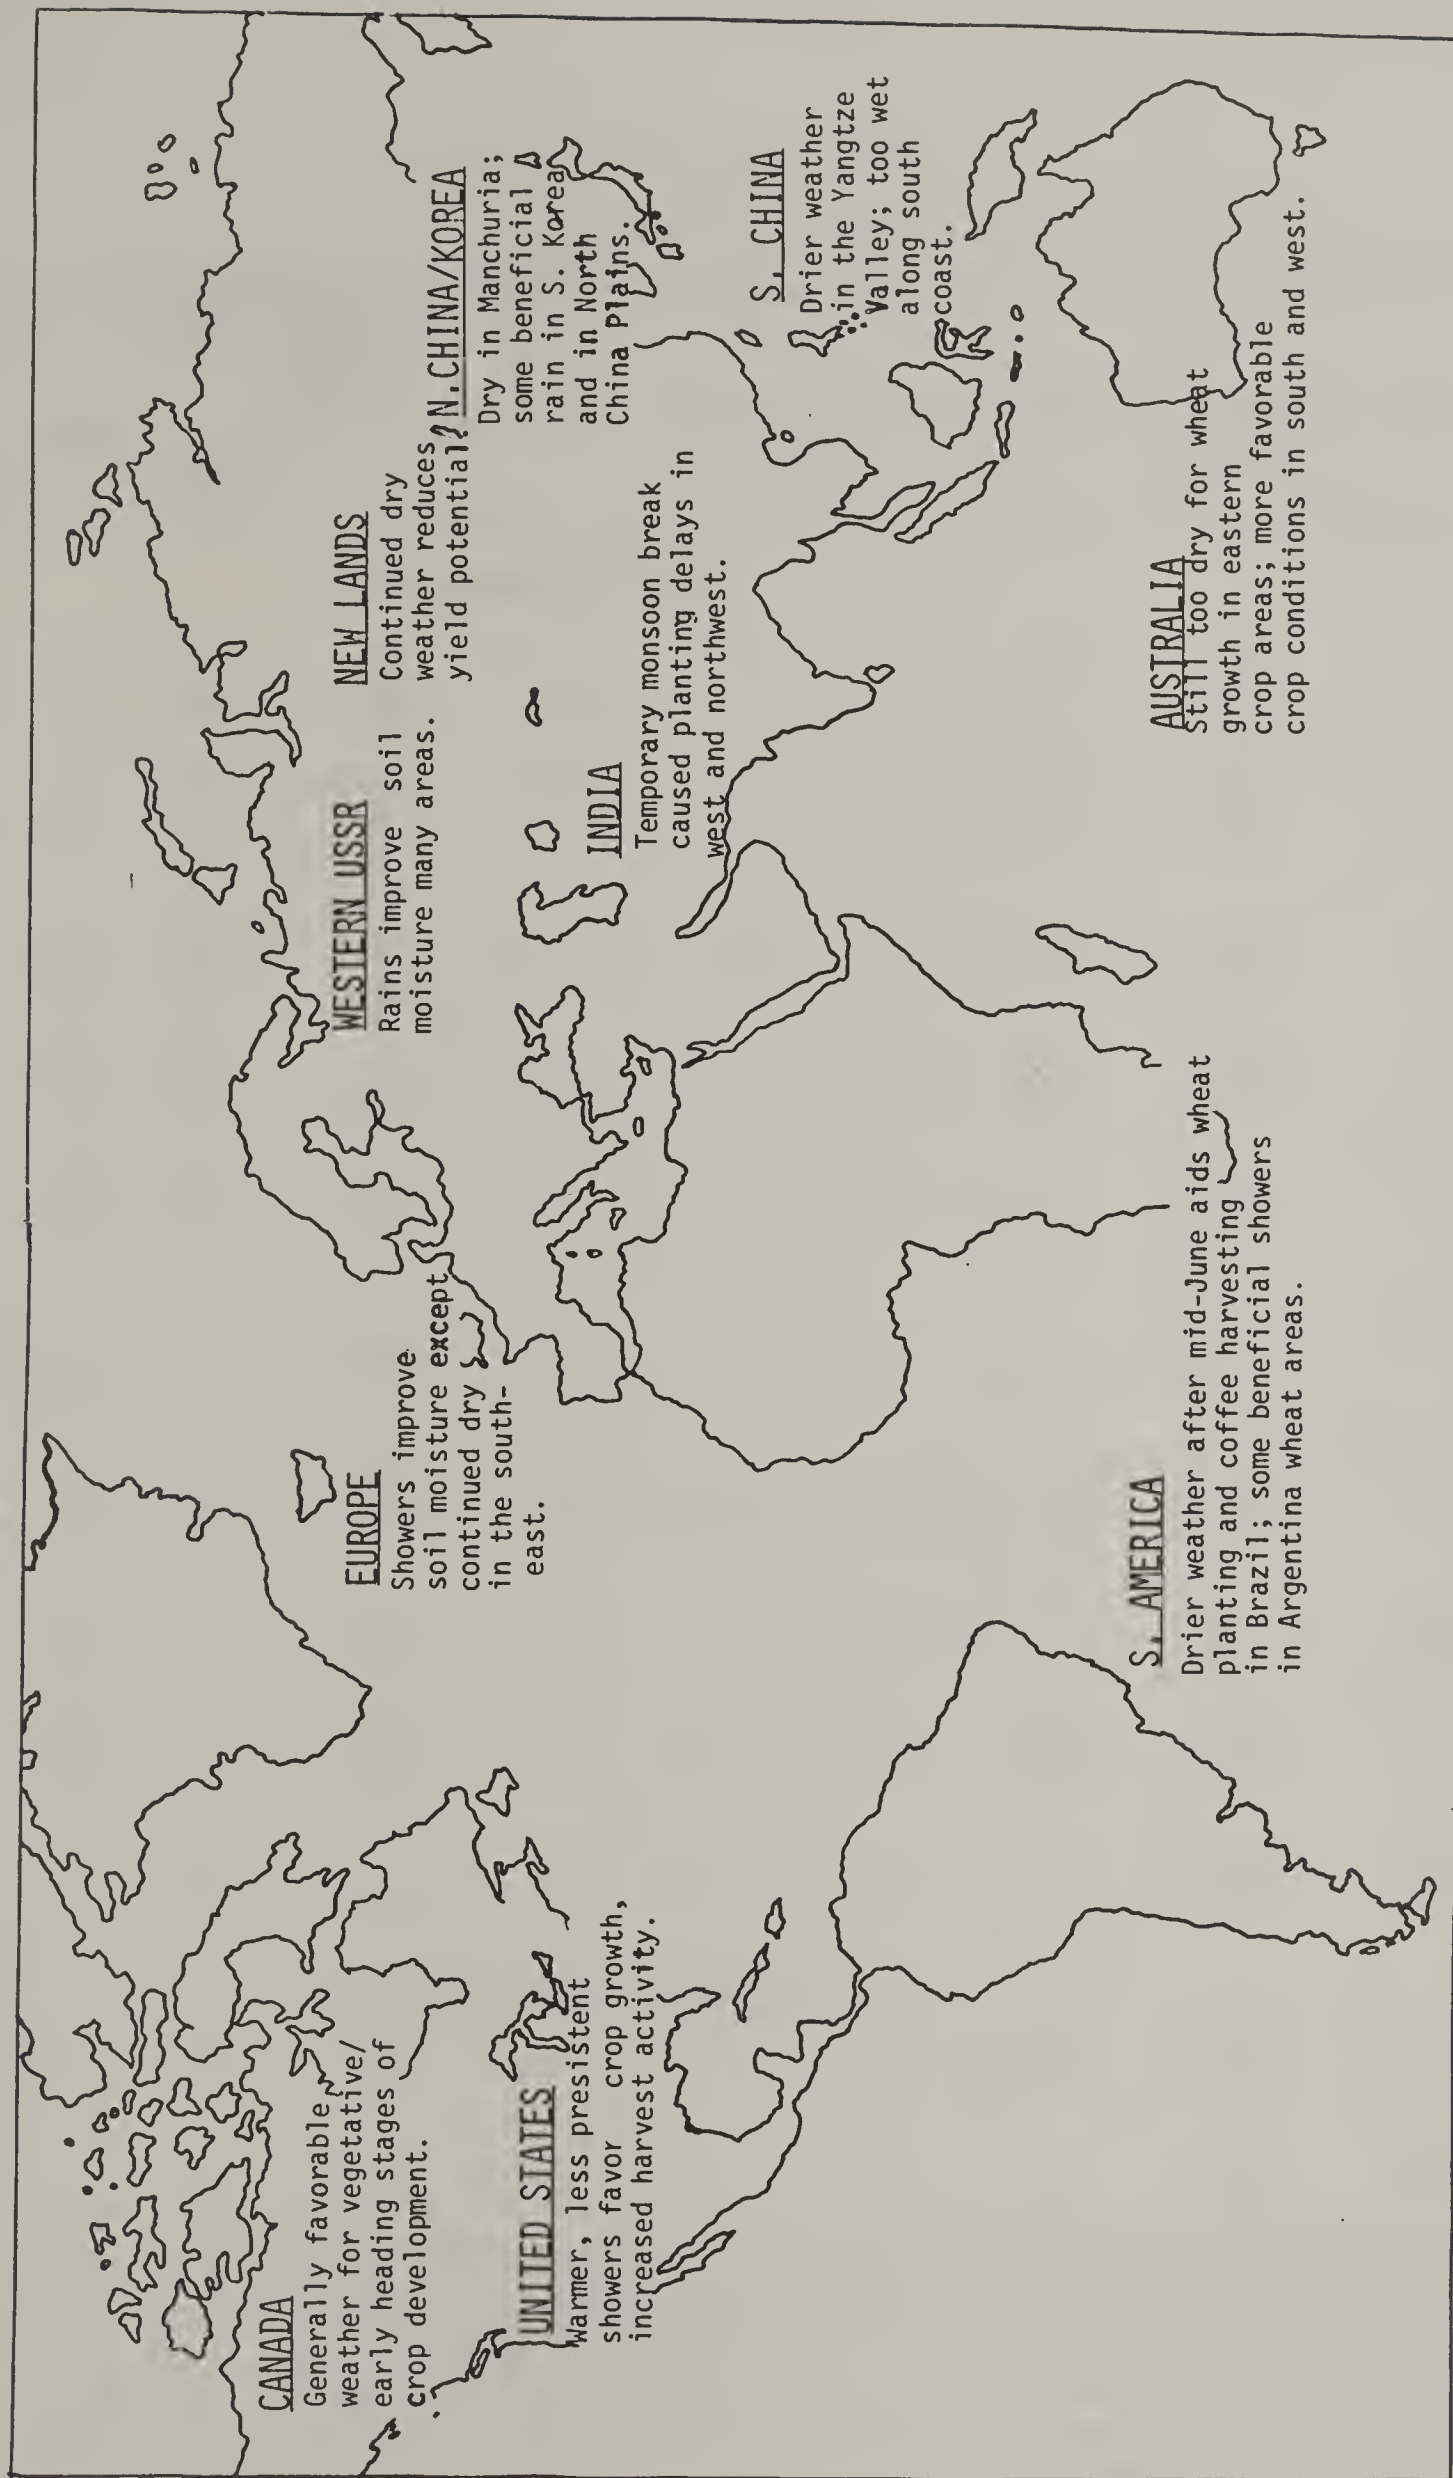 CANADA
Generally favorable
weather for vegetative/
early heading stages of
crop development.
UNITED STATES
Warmer, less presistent
showers favor crop growth,
increased harvest activity.
EUROPE
Showers improve
soil moisture except
continued dry
in the south-
east.
WESTERN USSR
Rains improve soil
moisture many areas.
NEW LANDS
Continued dry
weather reduces
yield potential?
N.CHINA/KOREA
Dry in Manchuria;
some beneficial
rain in S. Korea
and in North
China Plains.
INDIA
Temporary monsoon break
caused planting delays in
west and northwest.
S. CHINA
Drier weather
in the Yangtze
Valley; too wet
along south
coast.
S. AMERICA
Drier weather after mid-June aids wheat
planting and coffee harvesting
in Brazil; some beneficial showers
in Argentina wheat areas.
AUSTRALIA
Still too dry for wheat
growth in eastern
crop areas; more favorable
crop conditions in south and west.